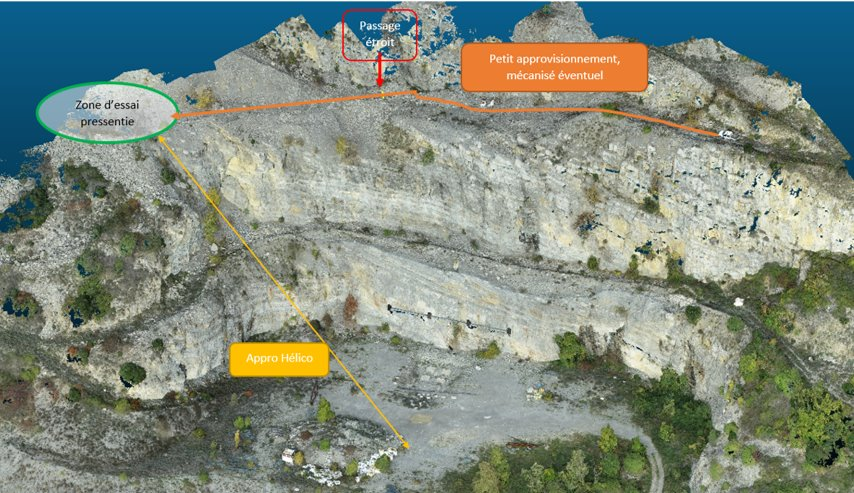 Passage
étroit
Petit approvisionnement,
mécanisé éventuel
Zone d'essai
pressentie
Appro Hélico